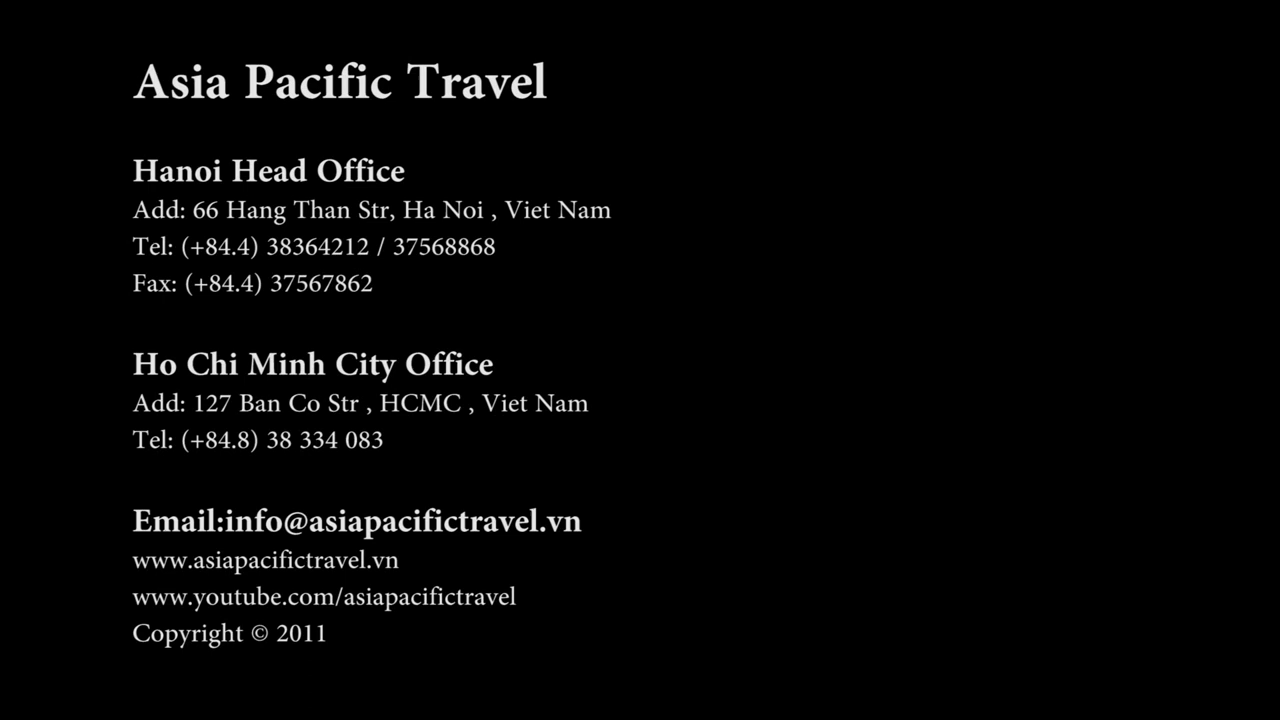 Asia Pacific Travel
Hanoi Head Office
Add: 66 Hang Than Str, Ha Noi , Viet Nam
Tel: (+84.4) 38364212 / 37568868
Fax: (+84.4) 37567862
Ho Chi Minh City Office
Add: 127 Ban Co Str , HCMC , Viet Nam
Tel: (+84.8) 38 334 083
Email:info@asiapacifictravel.vn
www.asiapacifictravel.vn
www.youtube.com/asiapacifictravel
Copyright © 2011